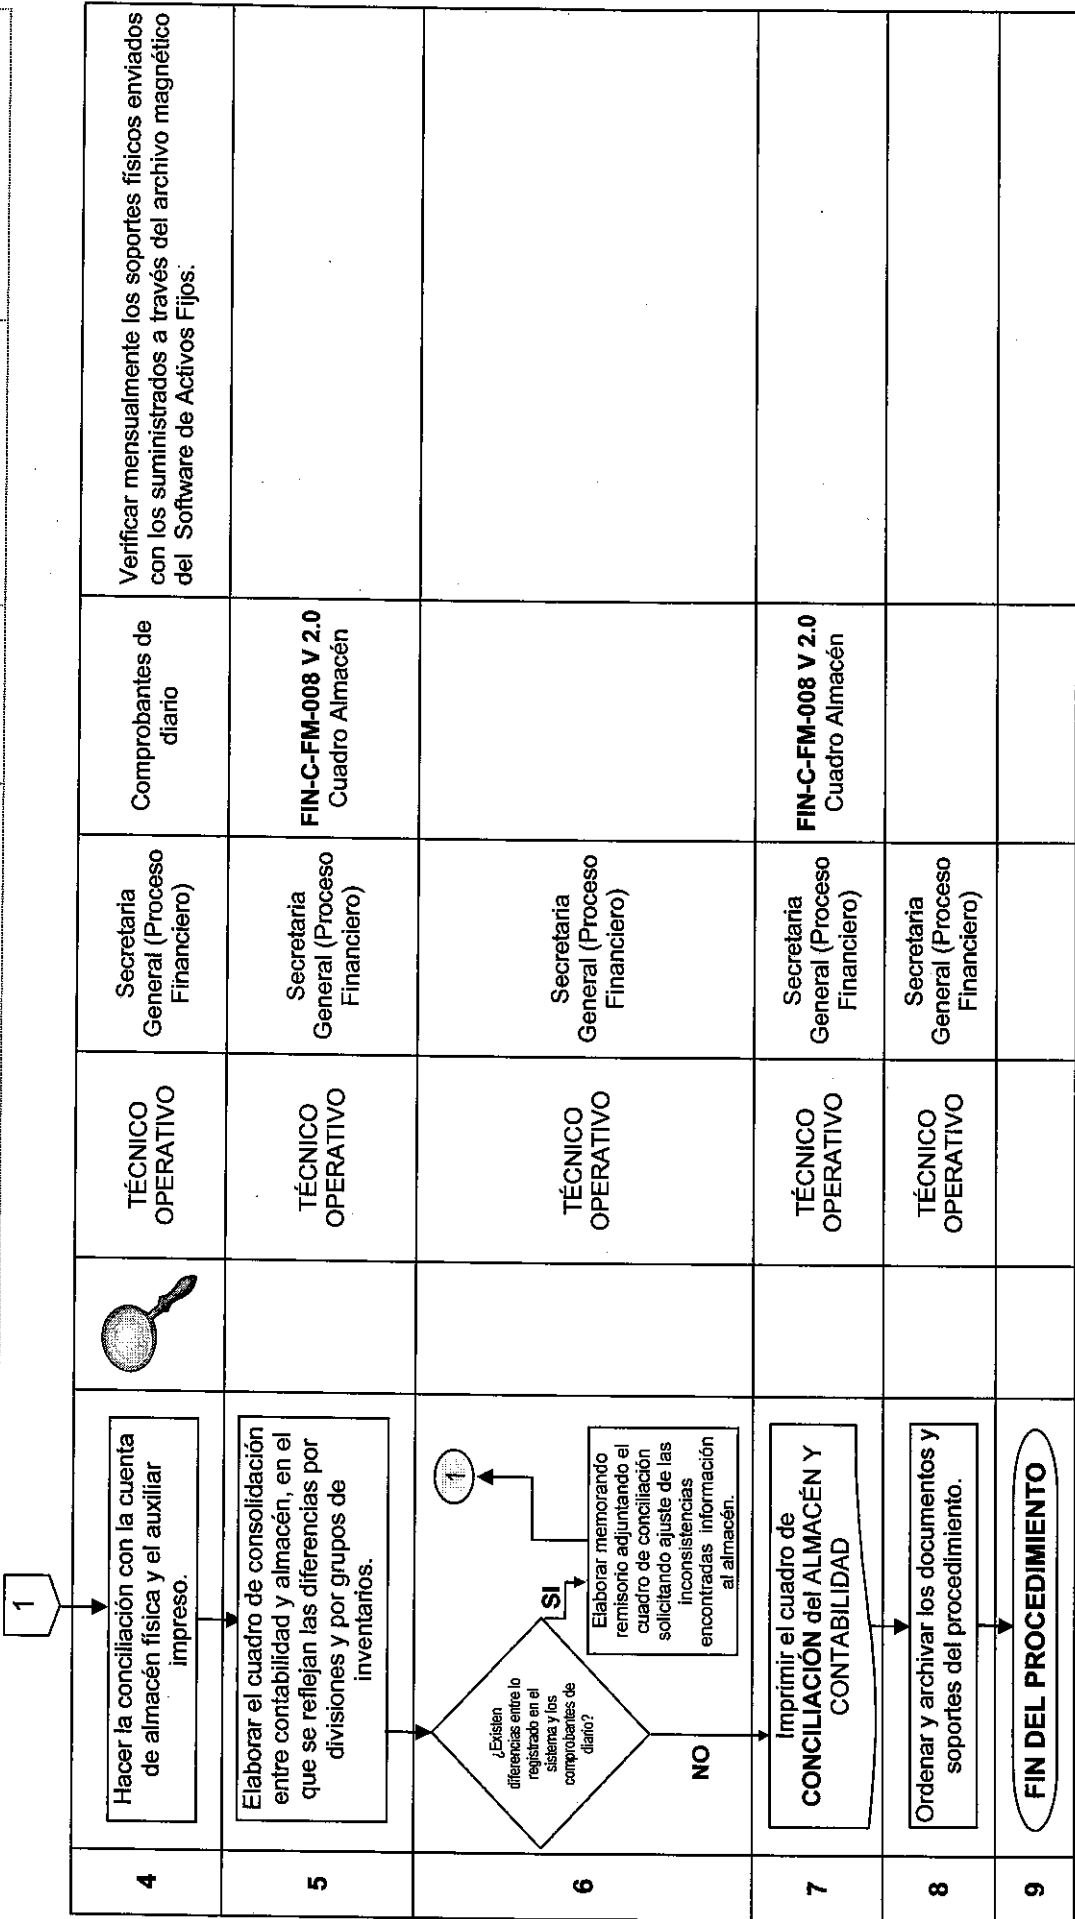 1
4
Hacer la conciliación con la cuenta
de almacén física y el auxiliar
impreso.
TÉCNICO
OPERATIVO
Secretaria
General (Proceso
Financiero)
Comprobantes de
diario
Verificar mensualmente los soportes físicos enviados
con los suministrados a través del archivo magnético
del Software de Activos Fijos.
5
Elaborar el cuadro de consolidación
entre contabilidad y almacén, en el
que se reflejan las diferencias por
divisiones y por grupos de
inventarios.
TÉCNICO
OPERATIVO
Secretaria
General (Proceso
Financiero)
FIN-C-FM-008 V 2.0
Cuadro Almacén
6
¿Existen
diferencias entre lo
registrado en el
sistema y los
comprobantes de
diario?
SI
NO
Elaborar memorando
remisorio adjuntando el
cuadro de conciliación
solicitando ajuste de las
inconsistencias
encontradas información
al almacén.
1
TÉCNICO
OPERATIVO
Secretaria
General (Proceso
Financiero)
7
Imprimir el cuadro de
CONCILIACIÓN del ALMACÉN Y
CONTABILIDAD
TÉCNICO
OPERATIVO
Secretaria
General (Proceso
Financiero)
FIN-C-FM-008 V 2.0
Cuadro Almacén
8
Ordenar y archivar los documentos y
soportes del procedimiento.
TÉCNICO
OPERATIVO
Secretaria
General (Proceso
Financiero)
9
FIN DEL PROCEDIMIENTO